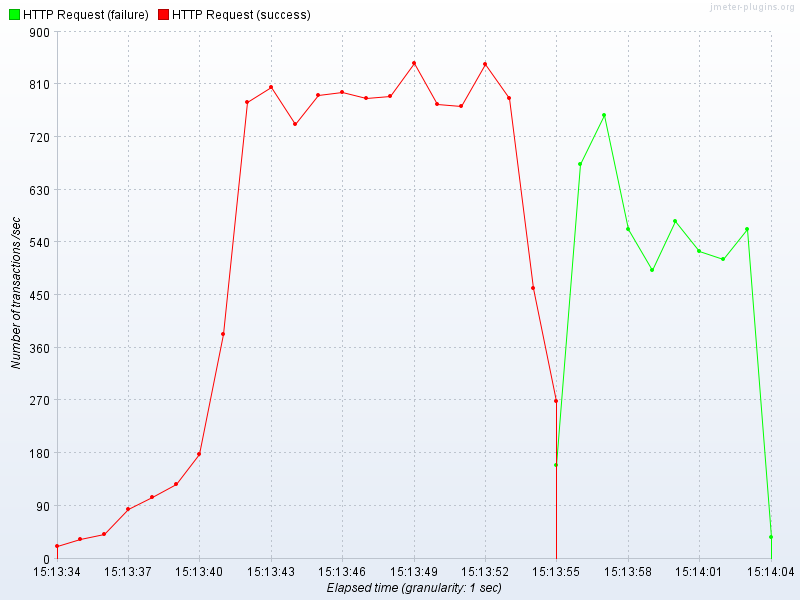 jmeter-plugins.org
HTTP Request (failure) HTTP Request (success)
900
810
720
630
540
450
360
270
180
90
0
Number of transactions /sec
15:13:34 15:13:37 15:13:40 15:13:43 15:13:46 15:13:49 15:13:52 15:13:55 15:13:58 15:14:01 15:14:04
Elapsed time (granularity: 1 sec)